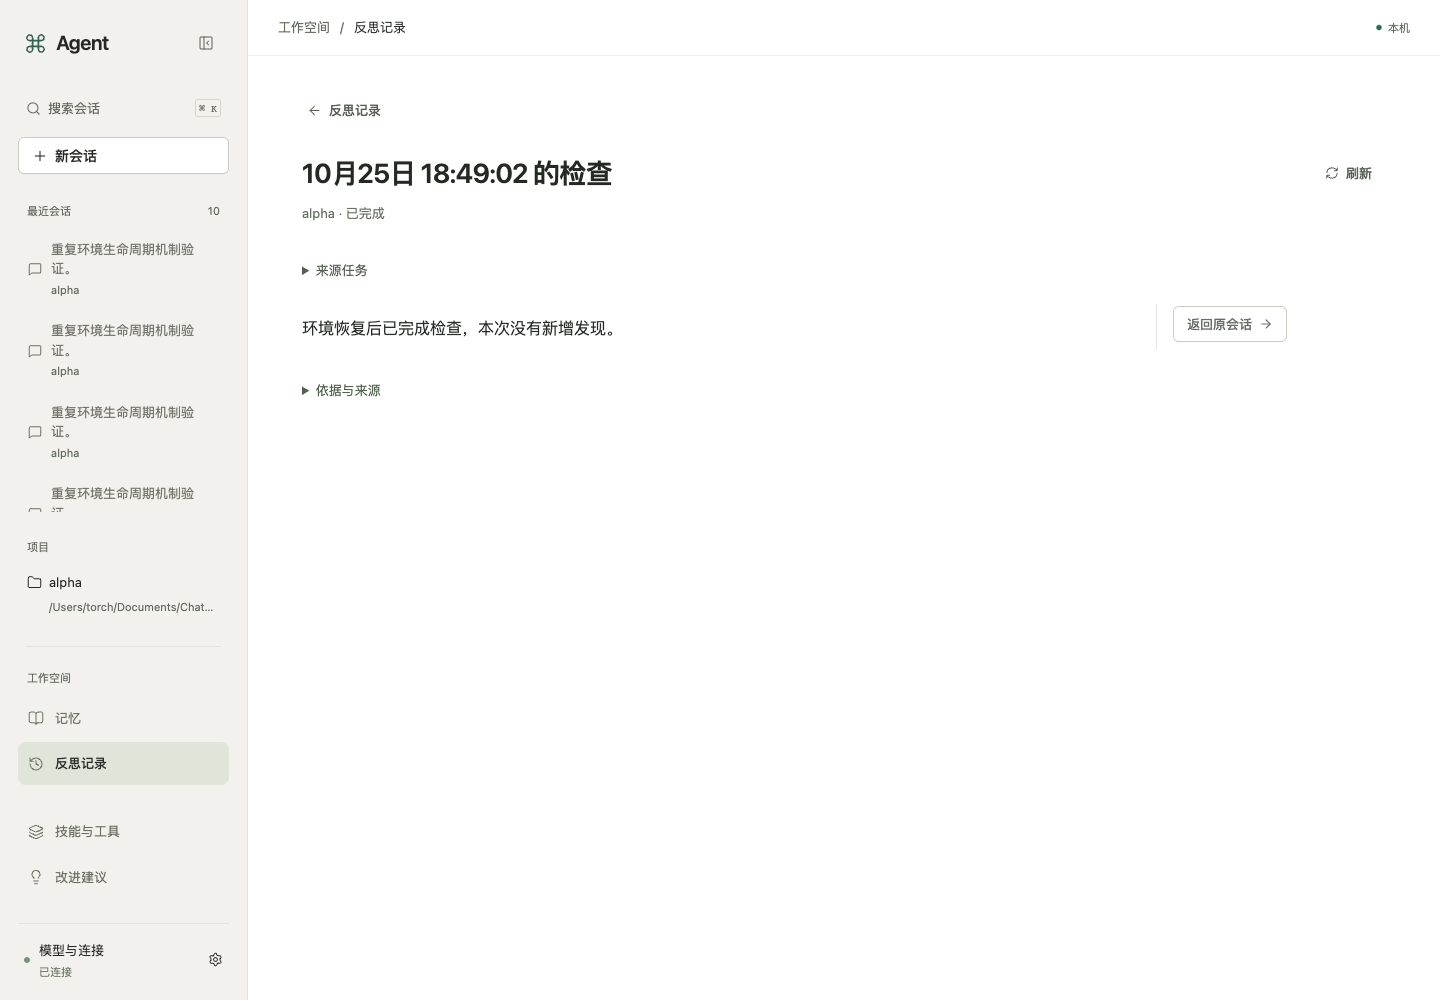 Agent
搜索会话
⌘ K
新会话
最近会话 10
重复环境生命周期机制验
证。
alpha
重复环境生命周期机制验
证。
alpha
重复环境生命周期机制验
证。
alpha
重复环境生命周期机制验
项目
alpha
/Users/torch/Documents/Chat...
工作空间
记忆
反思记录
技能与工具
改进建议
模型与连接
已连接
工作空间 / 反思记录
本机
反思记录
10月25日 18:49:02 的检查
刷新
alpha · 已完成
来源任务
环境恢复后已完成检查，本次没有新增发现。
返回原会话
依据与来源